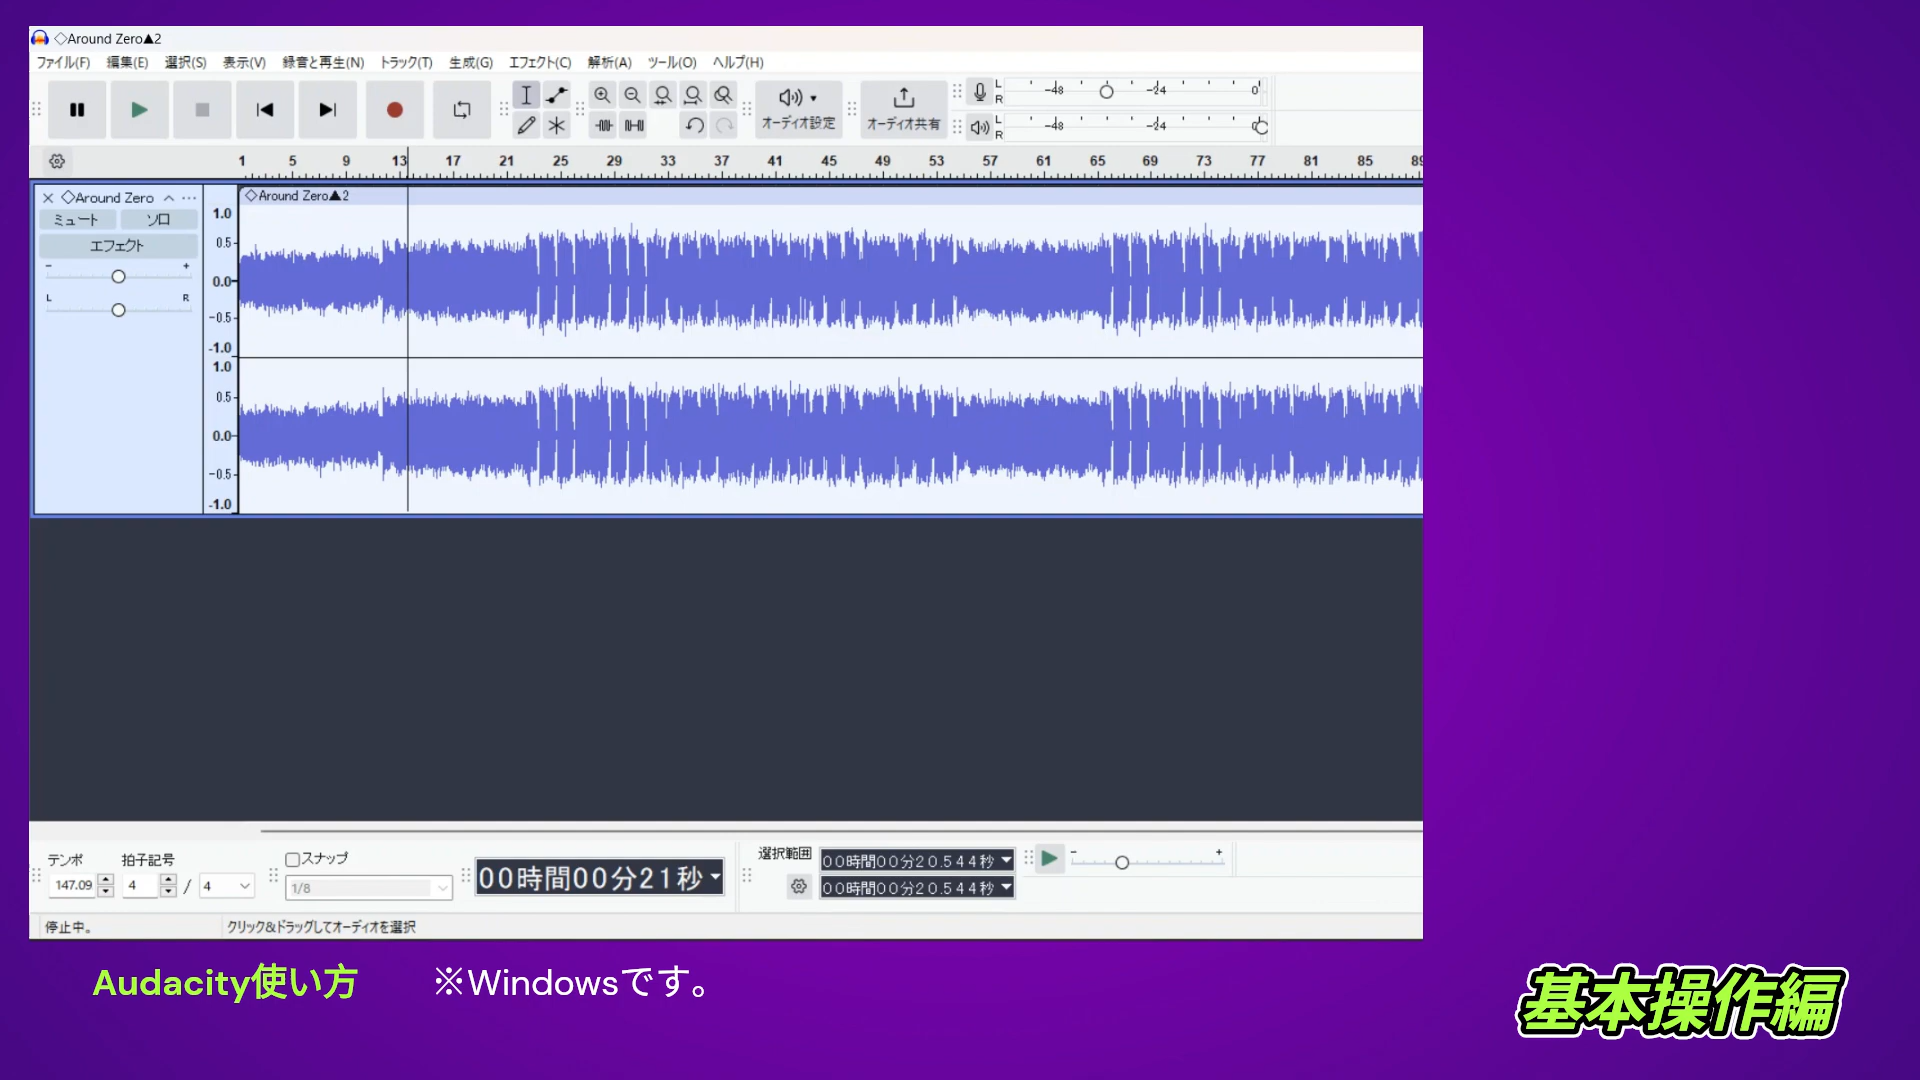 ◇Around Zero▲2
ファイル(F) 編集(E) 選択(S) 表示(V) 録音と再生(N) トラック(T) 生成(G) エフェクト(C) 解析(A) ツール(O) ヘルプ(H)
オーディオ設定 オーディオ共有
L R -48 -24 0
L R -48 -24 0
1 5 9 13 17 21 25 29 33 37 41 45 49 53 57 61 65 69 73 77 81 85 89
◇Around Zero
◇Around Zero▲2
ミュート ソロ
エフェクト
- +
L R
1.0
0.5
0.0
-0.5
-1.0
1.0
0.5
0.0
-0.5
-1.0
テンポ 拍子記号 スナップ 選択範囲
147.09 4 / 4 1/8
00時間00分21秒
00時間00分20.544秒
00時間00分20.544秒
- +
停止中。 クリック&ドラッグしてオーディオを選択
Audacity使い方 ※Windowsです。
基本操作編